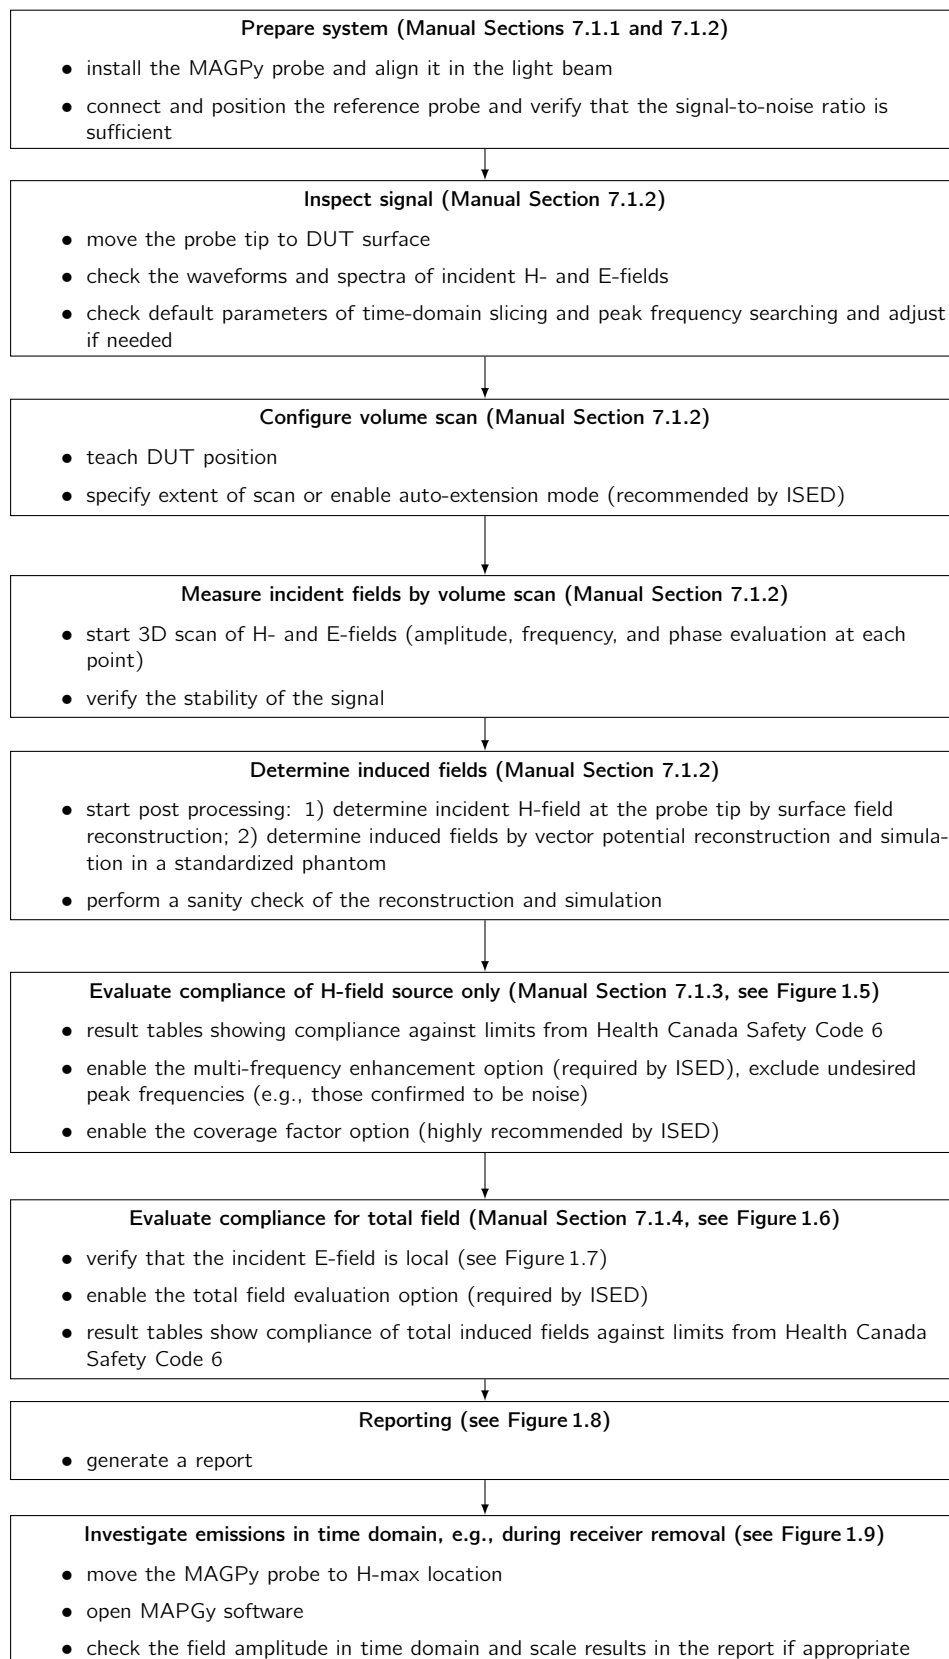 Prepare system (Manual Sections 7.1.1 and 7.1.2)
• install the MAGPy probe and align it in the light beam
• connect and position the reference probe and verify that the signal-to-noise ratio is
sufficient
Inspect signal (Manual Section 7.1.2)
• move the probe tip to DUT surface
• check the waveforms and spectra of incident H- and E-fields
• check default parameters of time-domain slicing and peak frequency searching and adjust
if needed
Configure volume scan (Manual Section 7.1.2)
• teach DUT position
• specify extent of scan or enable auto-extension mode (recommended by ISED)
Measure incident fields by volume scan (Manual Section 7.1.2)
• start 3D scan of H- and E-fields (amplitude, frequency, and phase evaluation at each
point)
• verify the stability of the signal
Determine induced fields (Manual Section 7.1.2)
• start post processing: 1) determine incident H-field at the probe tip by surface field
reconstruction; 2) determine induced fields by vector potential reconstruction and simula-
tion in a standardized phantom
• perform a sanity check of the reconstruction and simulation
Evaluate compliance of H-field source only (Manual Section 7.1.3, see Figure 1.5)
• result tables showing compliance against limits from Health Canada Safety Code 6
• enable the multi-frequency enhancement option (required by ISED), exclude undesired
peak frequencies (e.g., those confirmed to be noise)
• enable the coverage factor option (highly recommended by ISED)
Evaluate compliance for total field (Manual Section 7.1.4, see Figure 1.6)
• verify that the incident E-field is local (see Figure 1.7)
• enable the total field evaluation option (required by ISED)
• result tables show compliance of total induced fields against limits from Health Canada
Safety Code 6
Reporting (see Figure 1.8)
• generate a report
Investigate emissions in time domain, e.g., during receiver removal (see Figure 1.9)
• move the MAGPy probe to H-max location
• open MAPGy software
• check the field amplitude in time domain and scale results in the report if appropriate